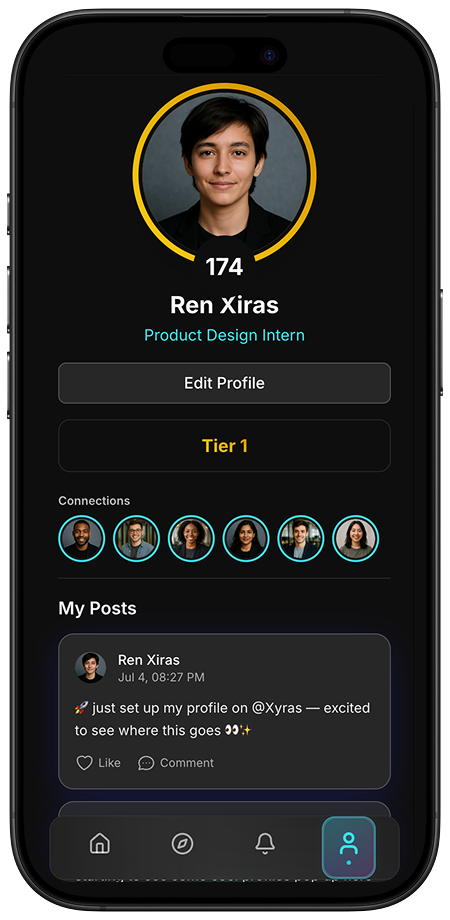 174
Ren Xiras
Product Design Intern
Edit Profile
Tier 1
Connections
My Posts
Ren Xiras
Jul 4, 08:27 PM
🚀 just set up my profile on @Xyras — excited
to see where this goes 👀✨
Like
Comment